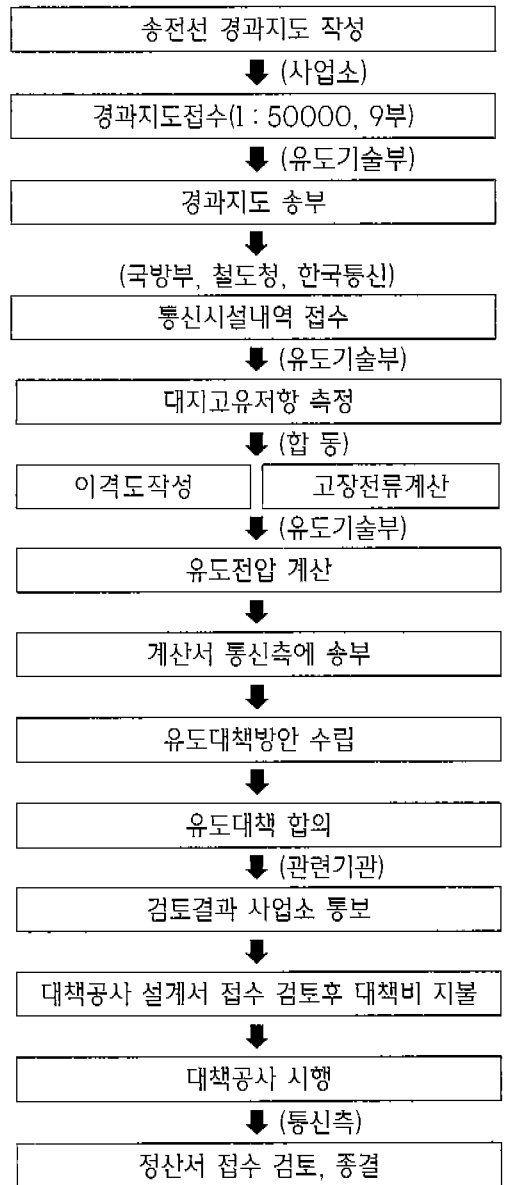 송전선 경과지도 작성
(사업소)
경과지도접수(1 : 50000, 9부)
(유도기술부)
경과지도 송부
(국방부, 철도청, 한국통신)
통신시설내역 접수
(유도기술부)
대지고유저항 측정
(합 동)
이격도작성 고장전류계산
(유도기술부)
유도전압 계산
계산서 통신측에 송부
유도대책방안 수립
유도대책 합의
(관련기관)
검토결과 사업소 통보
대책공사 설계서 접수 검토후 대책비 지불
대책공사 시행
(통신측)
정산서 접수 검토, 종결